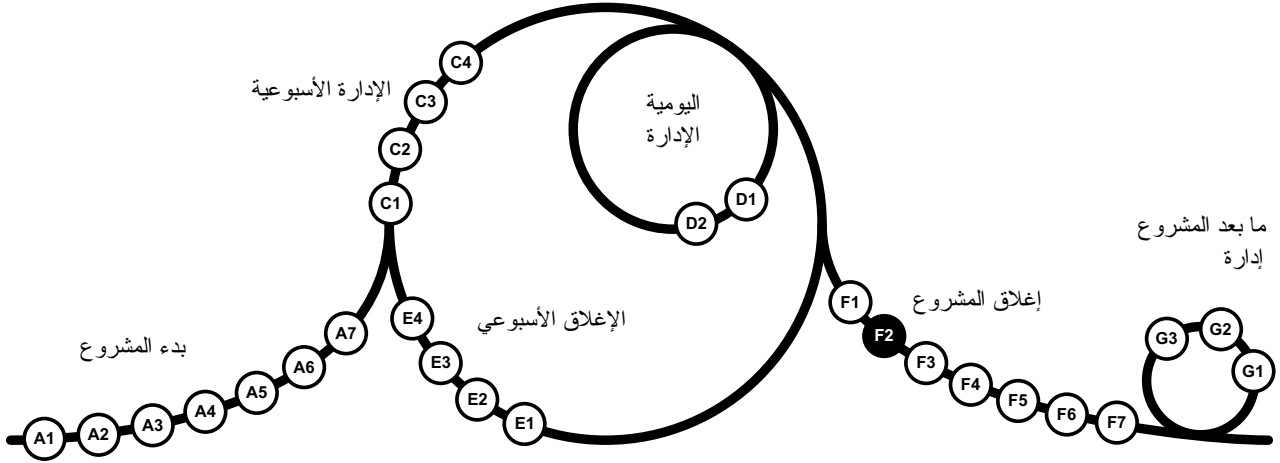 بدء المشروع
A1
A2
A3
A4
A5
A6
A7
الإدارة الأسبوعية
C1
C2
C3
C4
اليومية
الإدارة
D1
D2
الإغلاق الأسبوعي
E1
E2
E3
E4
إغلاق المشروع
F1
F2
F3
F4
F5
F6
F7
ما بعد المشروع
إدارة
G1
G2
G3